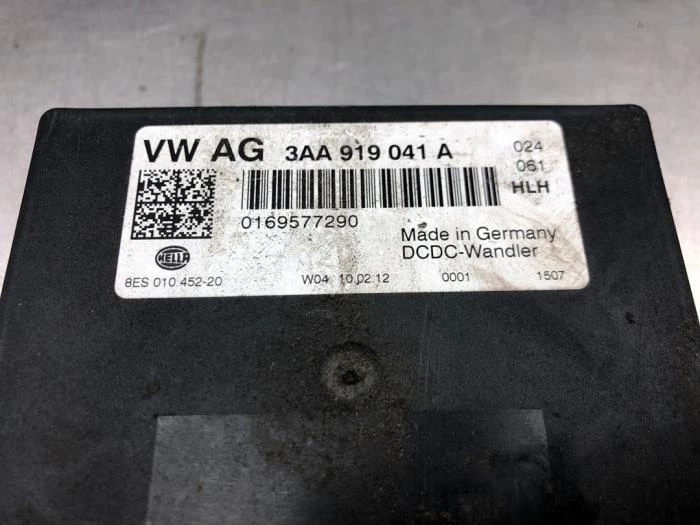 VW AG 3AA 919 041 A 024
061
HLH
0169577290
Made in Germany
DCDC-Wandler
HELLA
8ES 010.452-20 W04 10.02.12 0001 1507